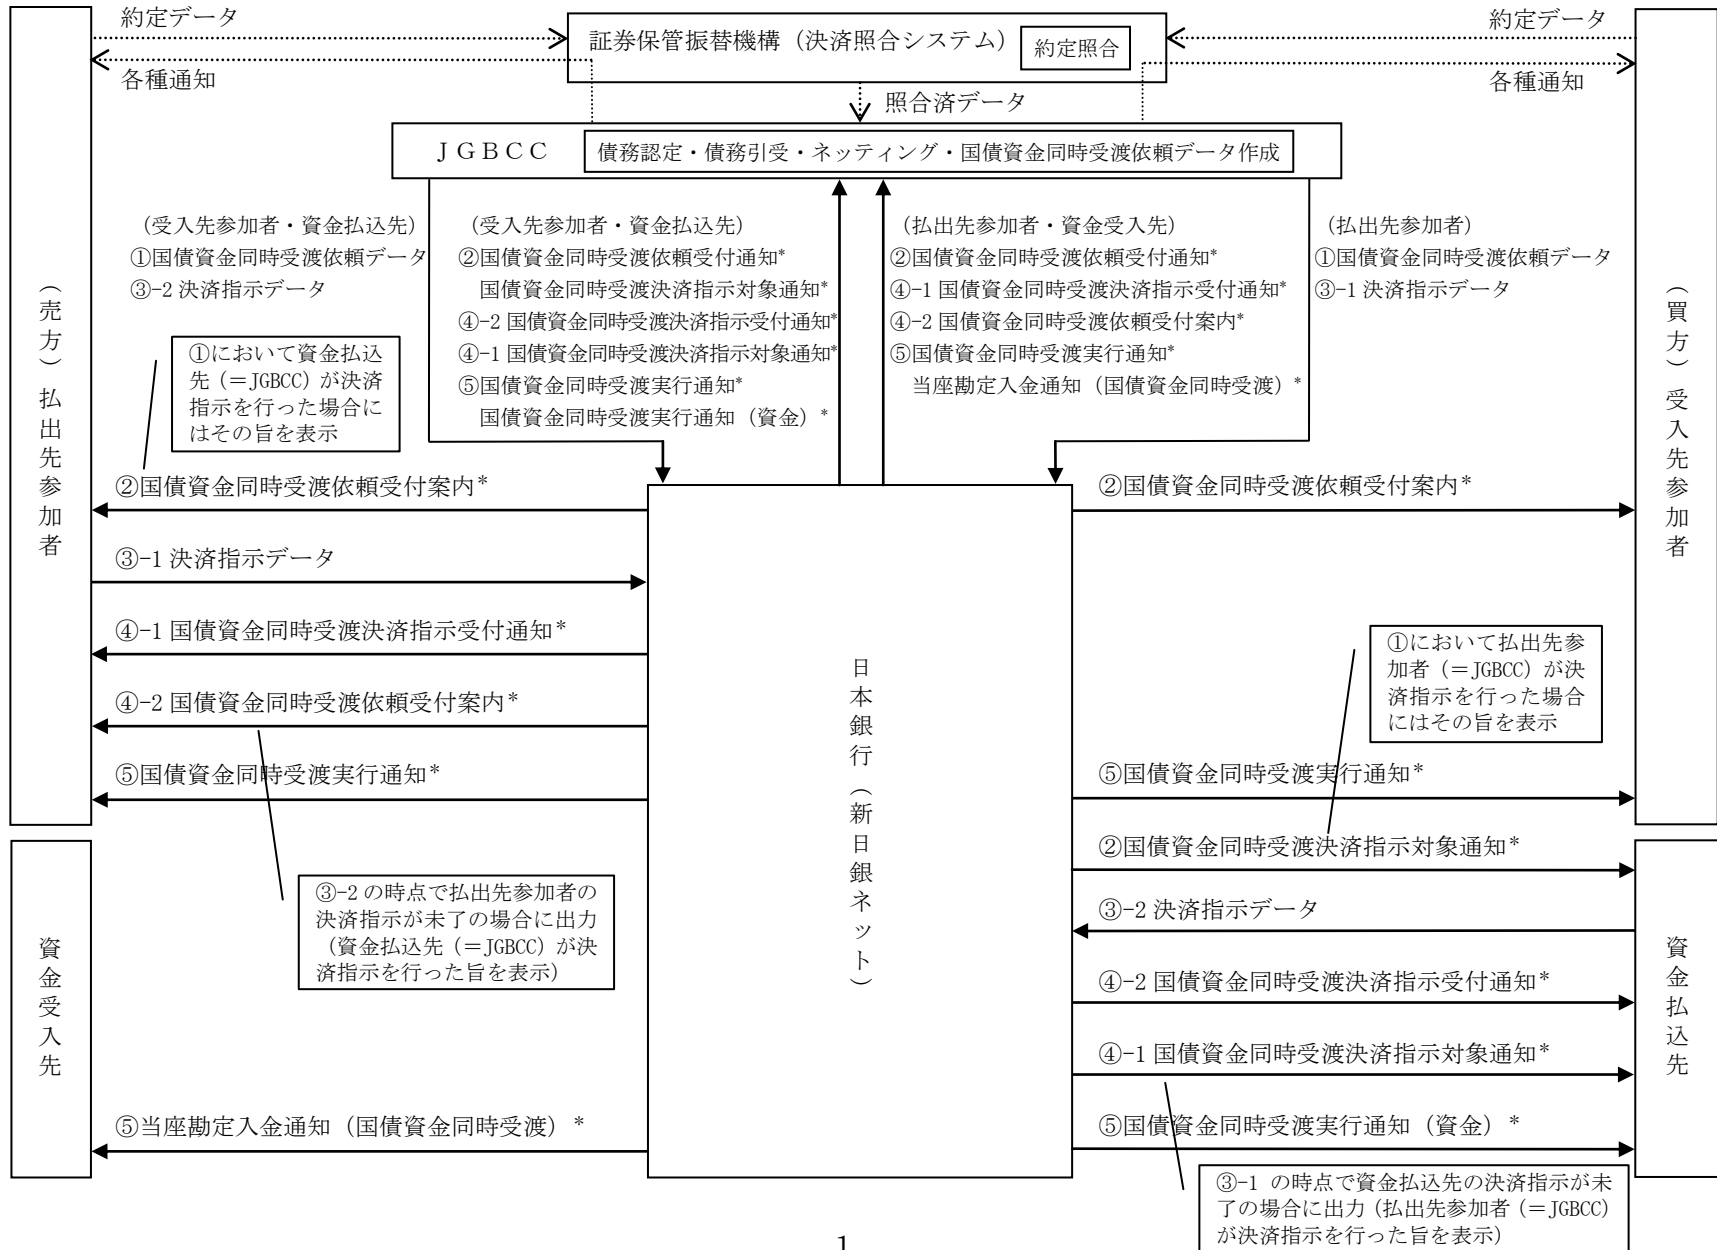 約定データ
各種通知
証券保管振替機構（決済照合システム）
約定照合
約定データ
各種通知
照合済データ
ＪＧＢＣＣ
債務認定・債務引受・ネッティング・国債資金同時受渡依頼データ作成
（受入先参加者・資金払込先）
①国債資金同時受渡依頼データ
③-2 決済指示データ
（受入先参加者・資金払込先）
②国債資金同時受渡依頼受付通知*
国債資金同時受渡決済指示対象通知*
④-2 国債資金同時受渡決済指示受付通知*
④-1 国債資金同時受渡決済指示対象通知*
⑤国債資金同時受渡実行通知*
国債資金同時受渡実行通知（資金）*
（払出先参加者・資金受入先）
②国債資金同時受渡依頼受付通知*
④-1 国債資金同時受渡決済指示受付通知*
④-2 国債資金同時受渡依頼受付案内*
⑤国債資金同時受渡実行通知*
当座勘定入金通知（国債資金同時受渡）*
（払出先参加者）
①国債資金同時受渡依頼データ
③-1 決済指示データ
（売方）払出先参加者
①において資金払込
先（＝JGBCC）が決済
指示を行った場合に
はその旨を表示
②国債資金同時受渡依頼受付案内*
③-1 決済指示データ
④-1 国債資金同時受渡決済指示受付通知*
④-2 国債資金同時受渡依頼受付案内*
⑤国債資金同時受渡実行通知*
③-2 の時点で払出先参加者の
決済指示が未了の場合に出力
（資金払込先（＝JGBCC）が決
済指示を行った旨を表示）
資金受入先
⑤当座勘定入金通知（国債資金同時受渡）*
日本銀行（新日銀ネット）
（買方）受入先参加者
②国債資金同時受渡依頼受付案内*
①において払出先参
加者（＝JGBCC）が決
済指示を行った場合
にはその旨を表示
⑤国債資金同時受渡実行通知*
②国債資金同時受渡決済指示対象通知*
③-2 決済指示データ
④-2 国債資金同時受渡決済指示受付通知*
④-1 国債資金同時受渡決済指示対象通知*
⑤国債資金同時受渡実行通知（資金）*
資金払込先
③-1 の時点で資金払込先の決済指示が未
了の場合に出力（払出先参加者（＝JGBCC）
が決済指示を行った旨を表示）
1